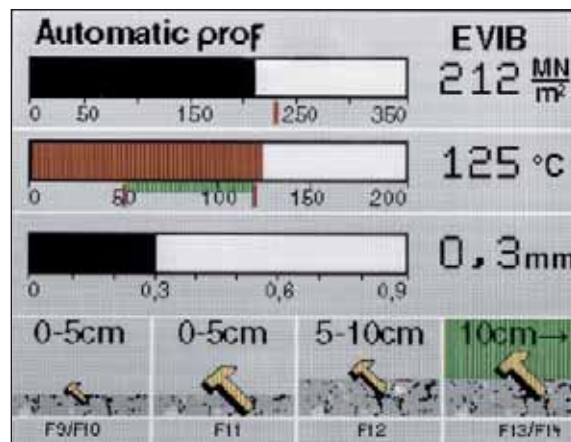 Automatic prof
EVIB
212 MN/m²
0 50 150 250 350
125 °C
0 50 100 150 200
0,3mm
0 0,3 0,6 0,9
0-5cm 0-5cm 5-10cm 10cm→
F9/F10 F11 F12 F13/F14